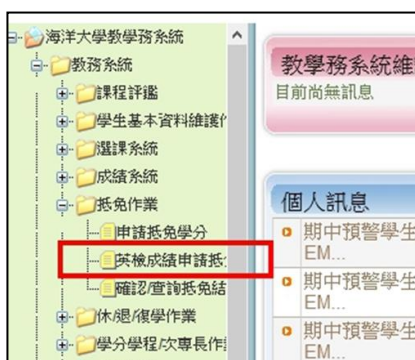 海洋大學教學務系統
教務系統
課程評鑑
學生基本資料維護作
選課系統
成績系統
抵免作業
申請抵免學分
英檢成績申請抵
確認/查詢抵免結
休/退/復學作業
學分學程/次專長作
教學務系統維
目前尚無訊息
個人訊息
期中預警學生
EM...
期中預警學生
EM...
期中預警學生
EM...